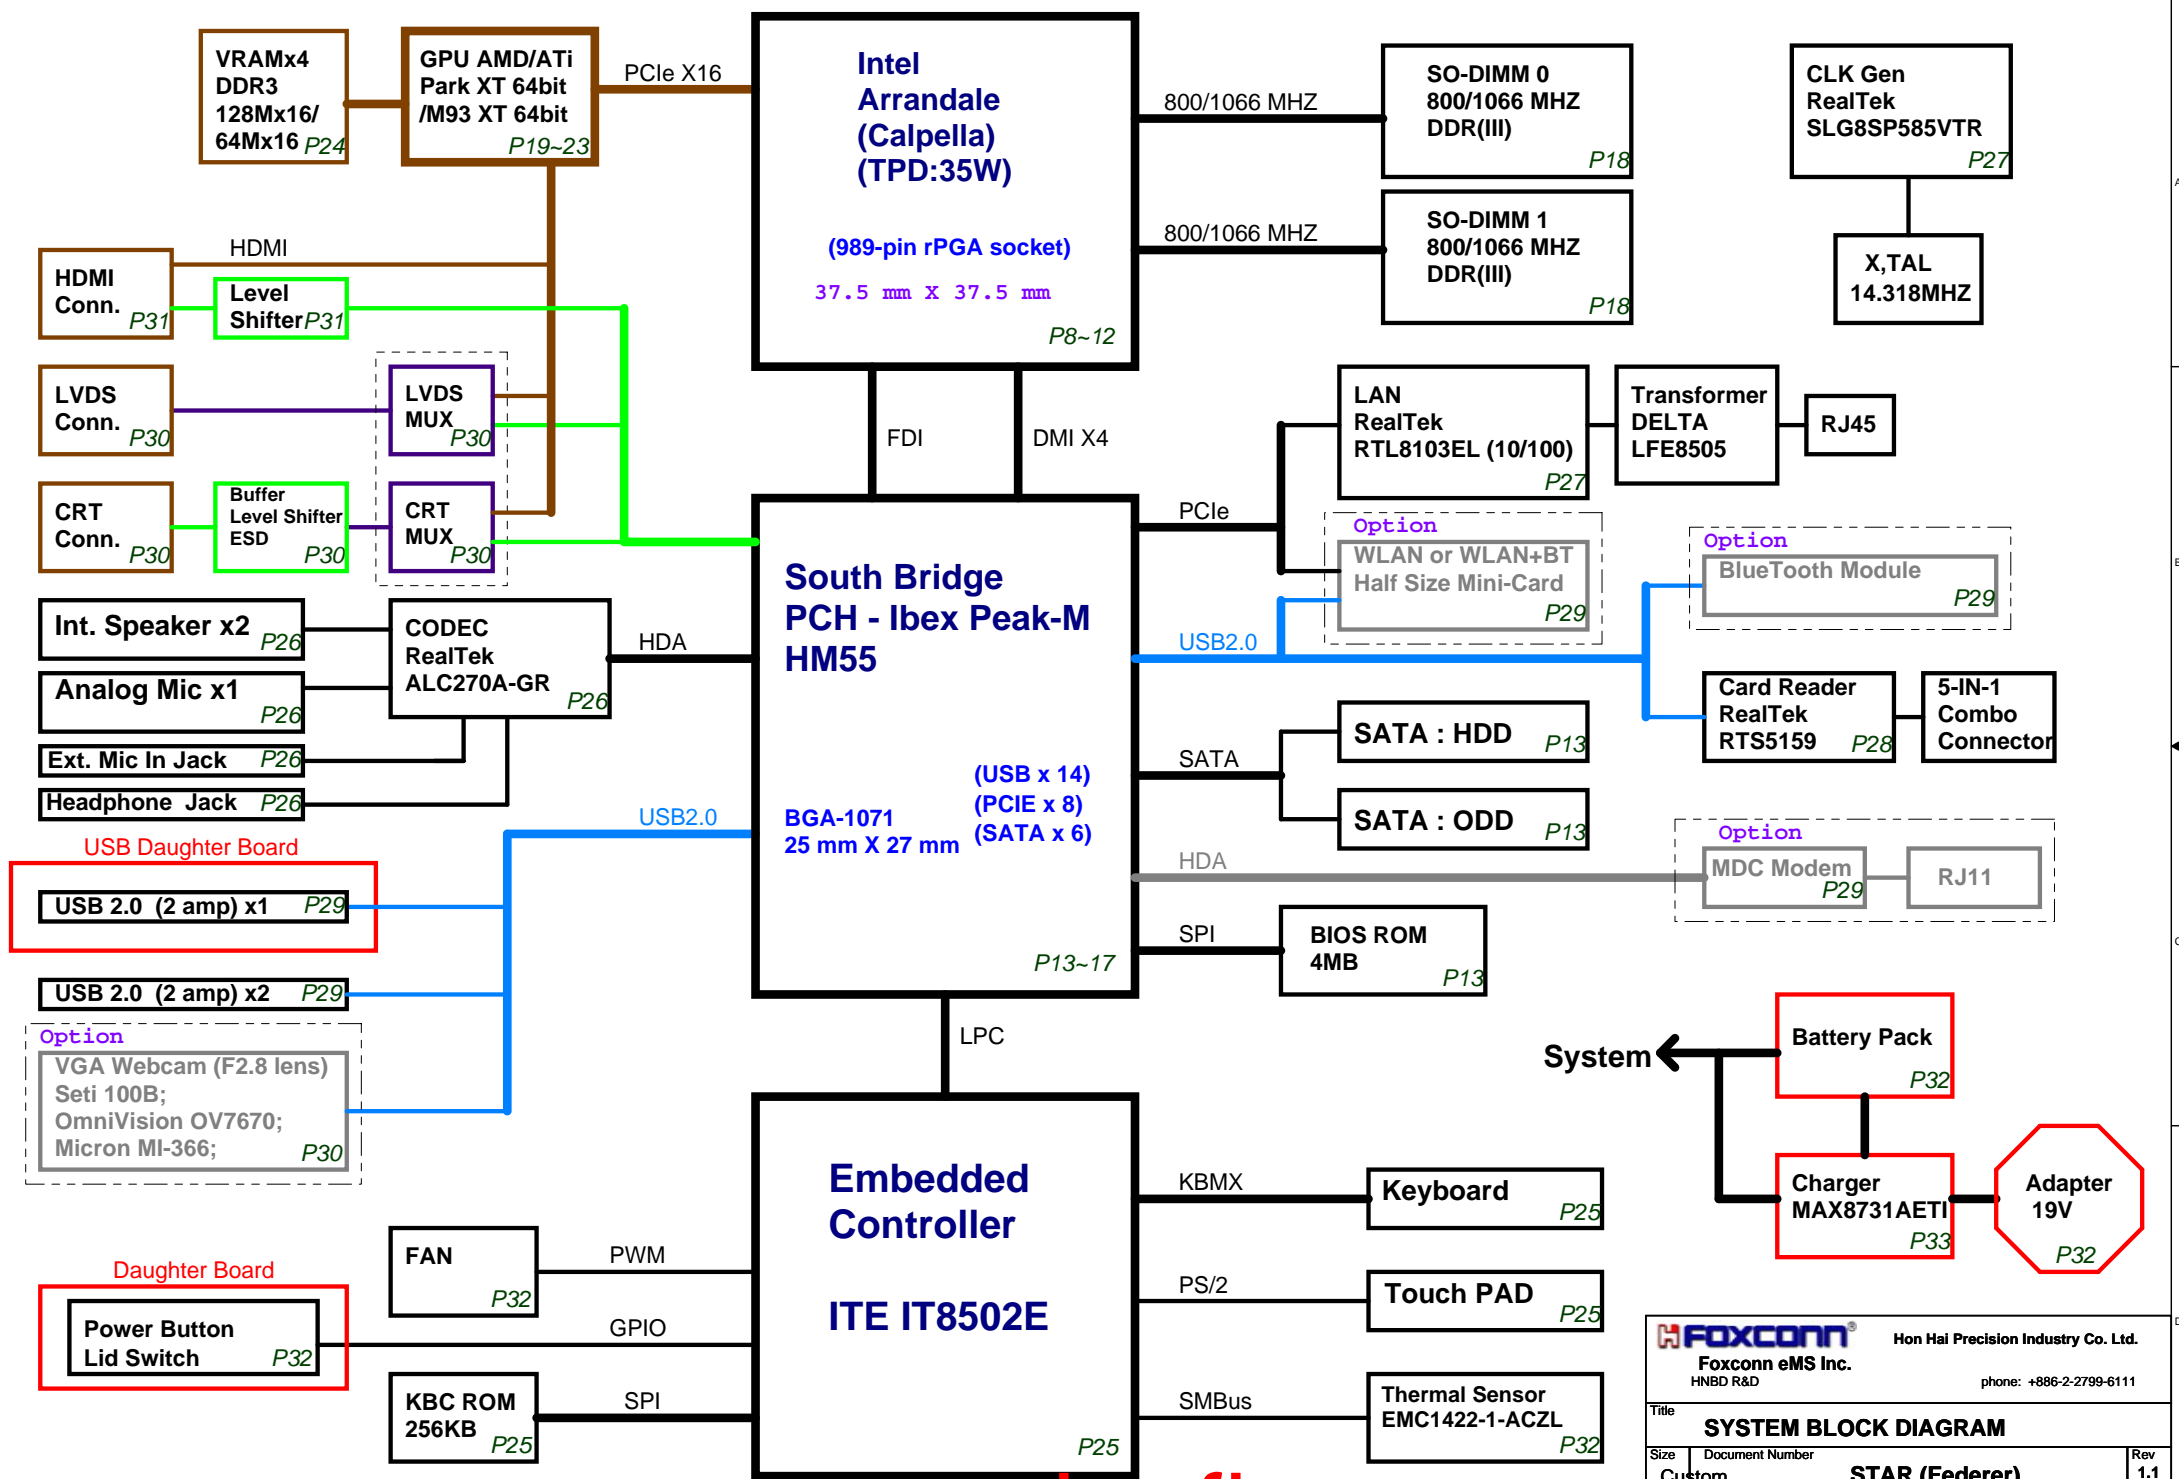 VRAMx4
DDR3
128Mx16/
64Mx16 P24
GPU AMD/ATi
Park XT 64bit
/M93 XT 64bit
P19~23
PCIe X16
Intel
Arrandale
(Calpella)
(TPD:35W)
(989-pin rPGA socket)
37.5 mm X 37.5 mm
P8~12
800/1066 MHZ
SO-DIMM 0
800/1066 MHZ
DDR(III)
P18
800/1066 MHZ
SO-DIMM 1
800/1066 MHZ
DDR(III)
P18
CLK Gen
RealTek
SLG8SP585VTR
P27
X,TAL
14.318MHZ
HDMI
HDMI
Conn.
P31
Level
Shifter P31
LVDS
Conn.
P30
LVDS
MUX
P30
CRT
Conn.
P30
Buffer
Level Shifter
ESD
P30
CRT
MUX
P30
FDI
DMI X4
LAN
RealTek
RTL8103EL (10/100)
P27
Transformer
DELTA
LFE8505
RJ45
PCIe
Option
WLAN or WLAN+BT
Half Size Mini-Card
P29
Option
BlueTooth Module
P29
USB2.0
Card Reader
RealTek
RTS5159 P28
5-IN-1
Combo
Connector
Int. Speaker x2
P26
Analog Mic x1
P26
Ext. Mic In Jack P26
Headphone Jack P26
CODEC
RealTek
ALC270A-GR
P26
HDA
South Bridge
PCH - Ibex Peak-M
HM55
(USB x 14)
(PCIE x 8)
(SATA x 6)
BGA-1071
25 mm X 27 mm
P13~17
SATA
SATA : HDD P13
SATA : ODD P13
HDA
Option
MDC Modem
P29
RJ11
SPI
BIOS ROM
4MB
P13
USB2.0
USB Daughter Board
USB 2.0 (2 amp) x1 P29
USB 2.0 (2 amp) x2 P29
Option
VGA Webcam (F2.8 lens)
Seti 100B;
OmniVision OV7670;
Micron MI-366;
P30
LPC
System
Battery Pack
P32
Charger
MAX8731AETI
P33
Adapter
19V
P32
Embedded
Controller
ITE IT8502E
P25
FAN
P32
PWM
Daughter Board
Power Button
Lid Switch P32
GPIO
KBC ROM
256KB
P25
SPI
KBMX
Keyboard
P25
PS/2
Touch PAD
P25
SMBus
Thermal Sensor
EMC1422-1-ACZL
P32
FOXCONN®
Hon Hai Precision Industry Co. Ltd.
Foxconn eMS Inc.
HNBD R&D
phone: +886-2-2799-6111
Title
SYSTEM BLOCK DIAGRAM
Size
Document Number
Rev
Custom
STAR (Federer)
1.1